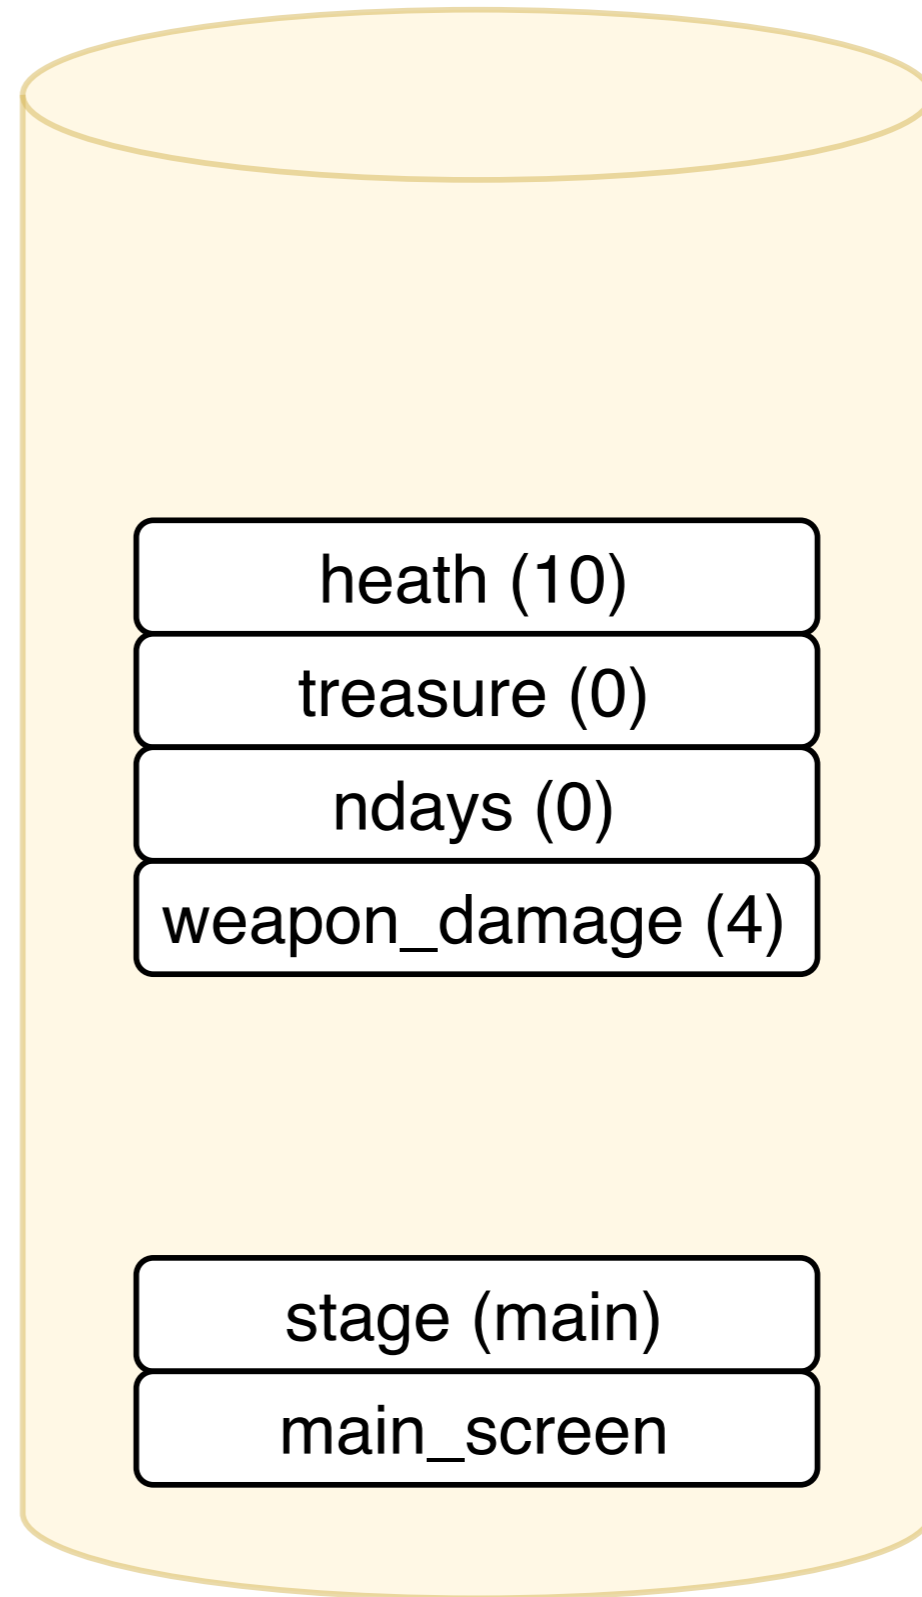 heath (10)
treasure (0)
ndays (0)
weapon_damage (4)
stage (main)
main_screen